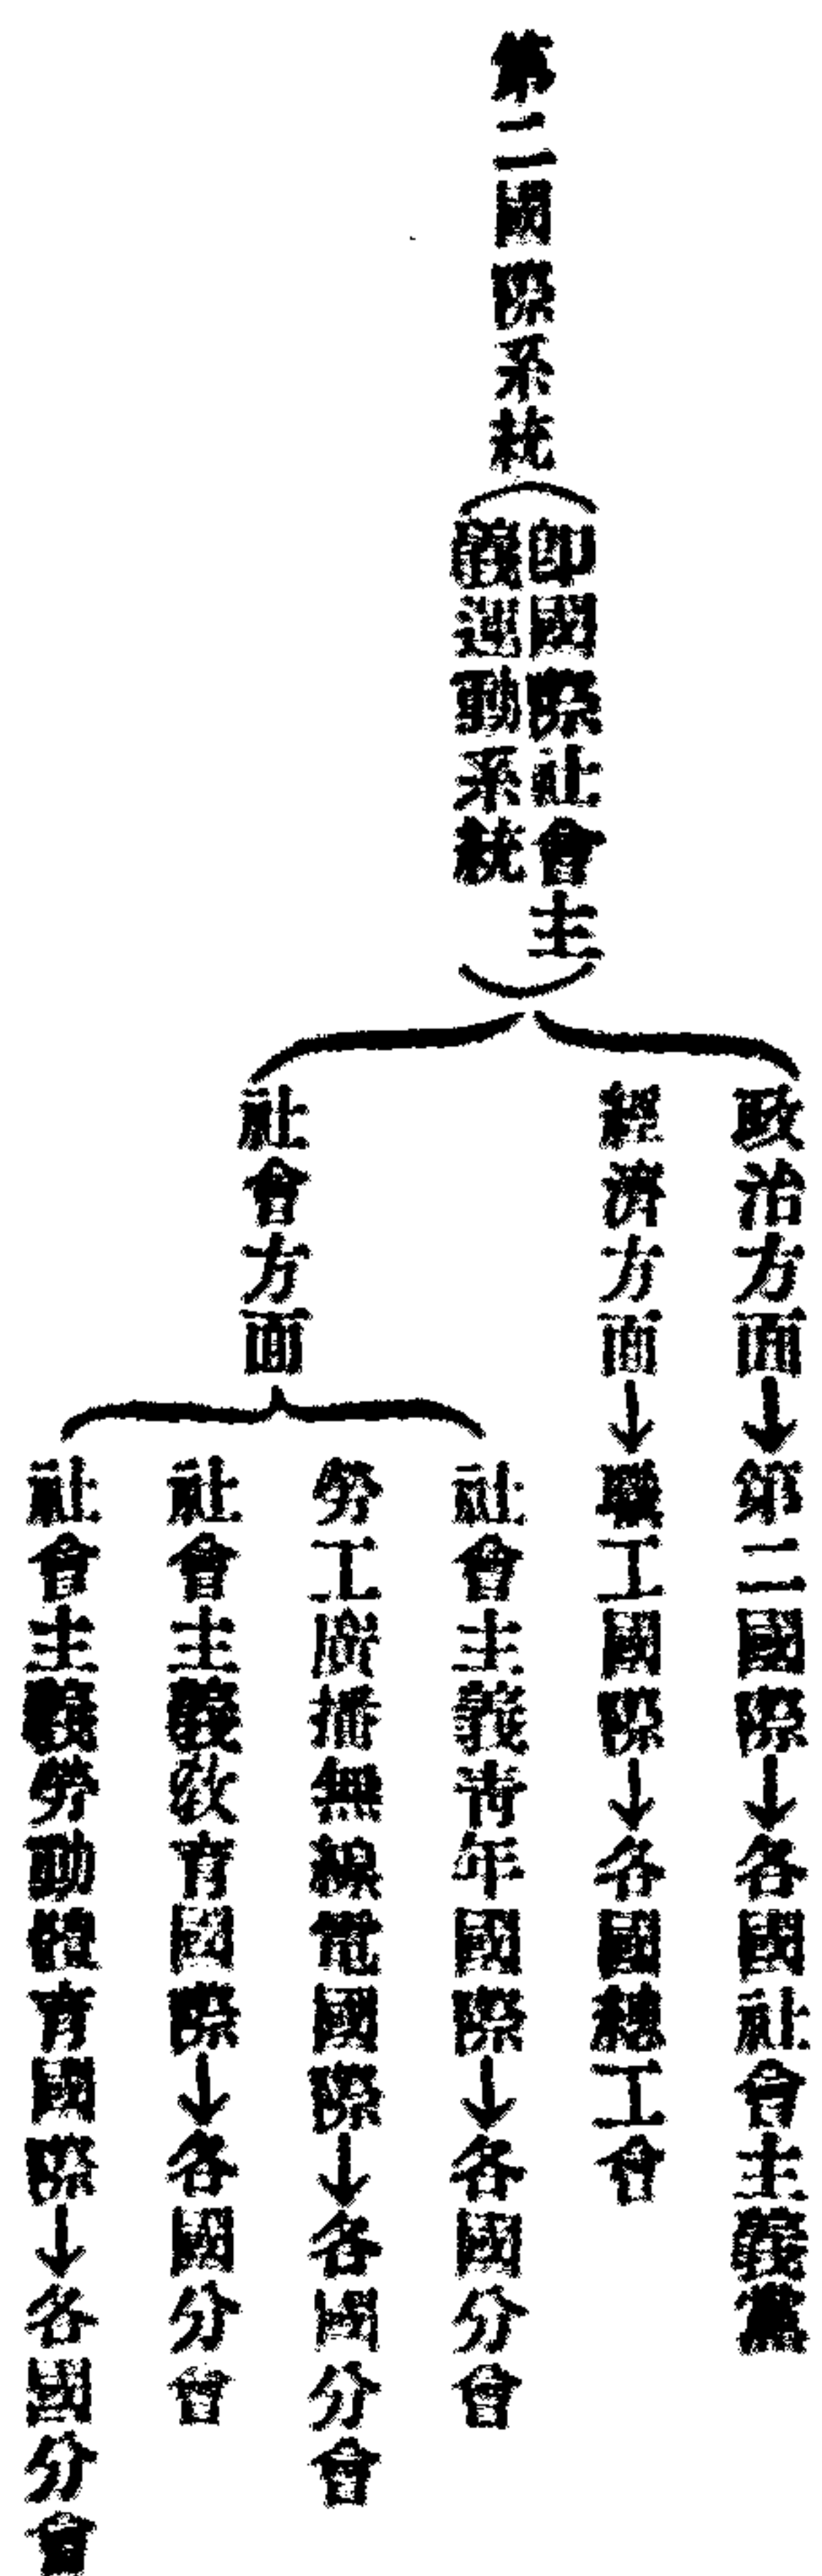 第二國際系統(卽國際社會主
義運動系統)
政治方面→第二國際→各國社會主義黨
經濟方面→職工國際→各國總工會
社會方面
社會主義靑年國際→各國分會
勞工廣播無線電國際→各國分會
社會主義敎育國際→各國分會
社會主義勞動體育國際→各國分會